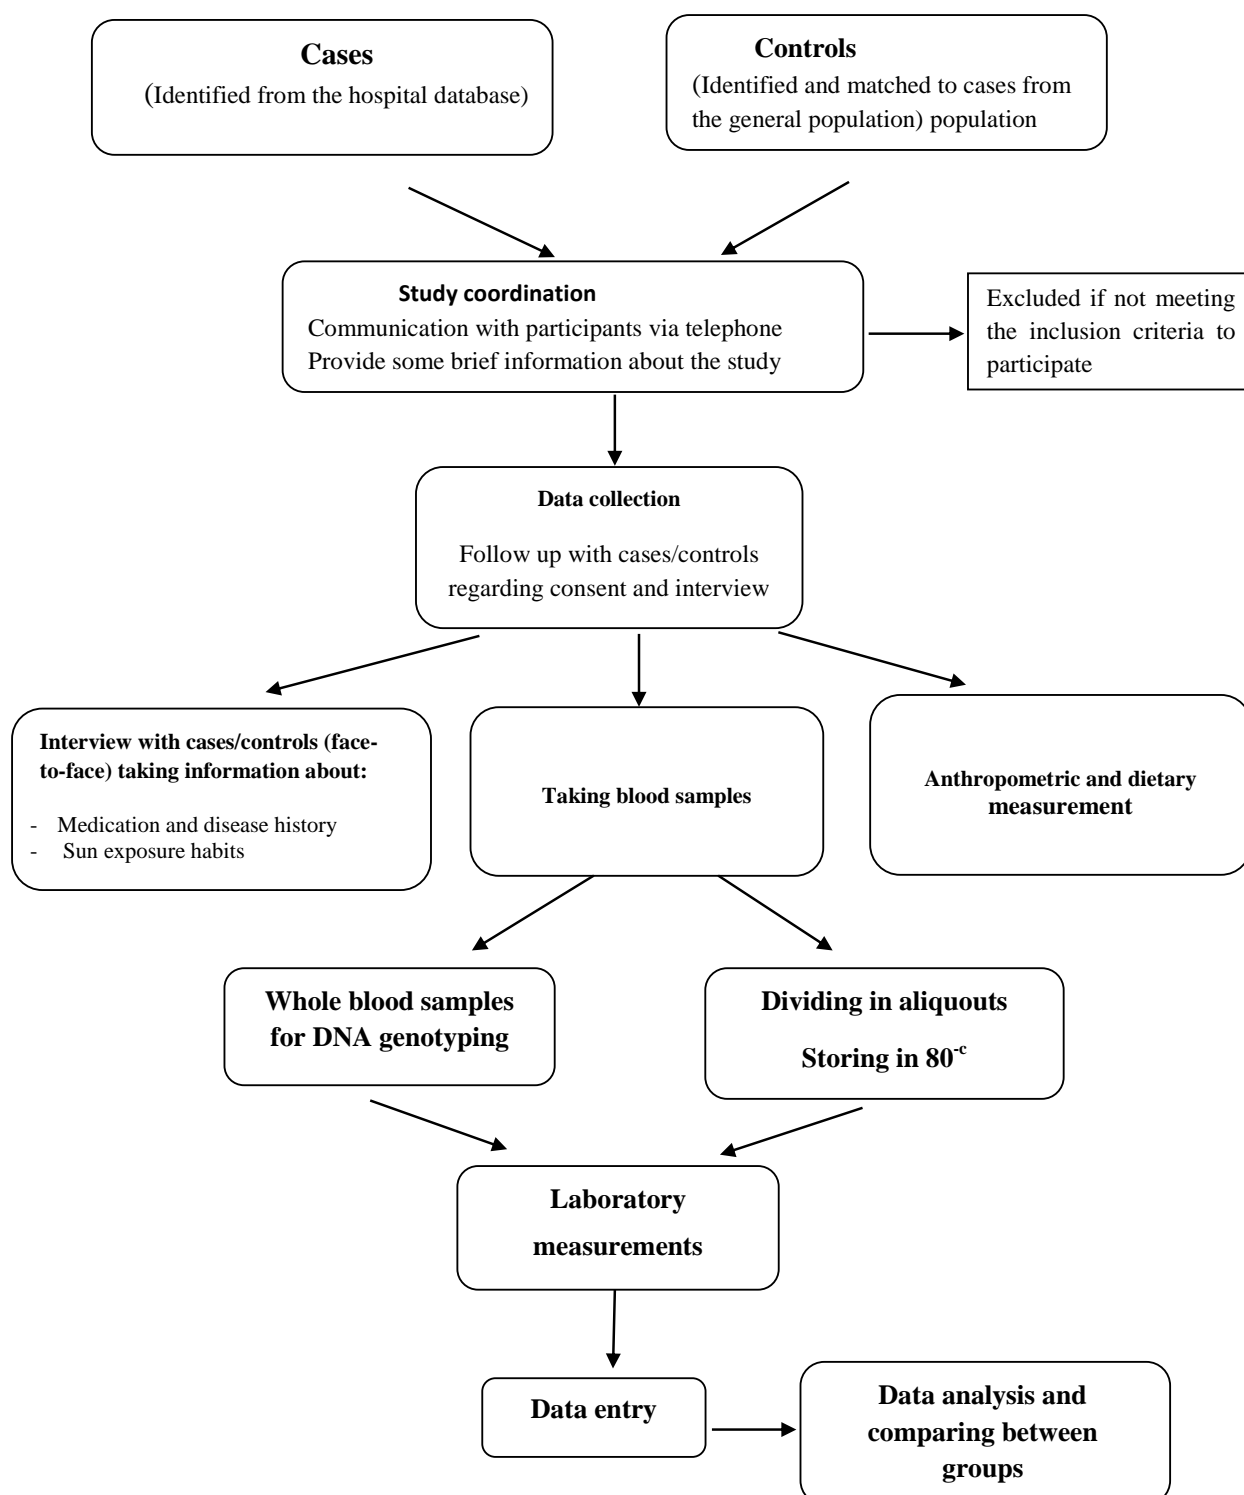 Cases
(Identified from the hospital database)
Controls
(Identified and matched to cases from
the general population) population
Study coordination
Communication with participants via telephone
Provide some brief information about the study
Excluded if not meeting
the inclusion criteria to
participate
Data collection
Follow up with cases/controls
regarding consent and interview
Interview with cases/controls (face-
to-face) taking information about:
- Medication and disease history
- Sun exposure habits
Taking blood samples
Anthropometric and dietary
measurement
Whole blood samples
for DNA genotyping
Dividing in aliquouts
Storing in 80⁻ᶜ
Laboratory
measurements
Data entry
Data analysis and
comparing between
groups